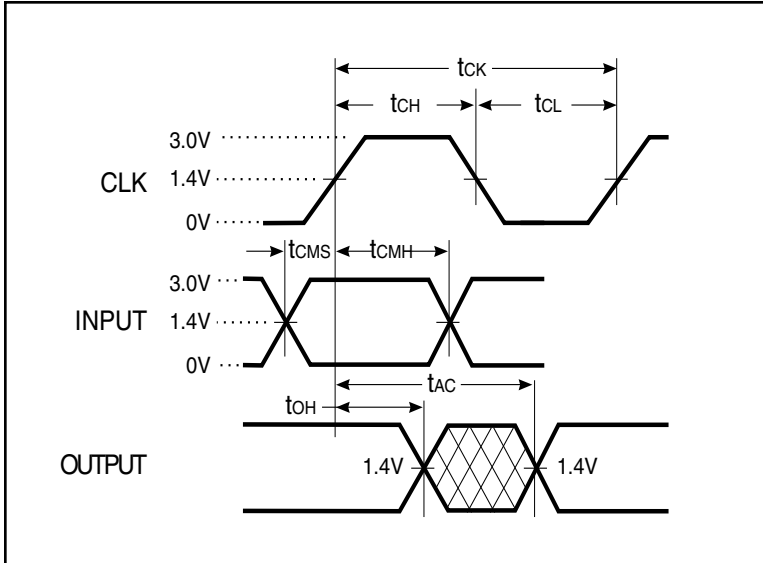 tCK
tCH tCL
3.0V
CLK 1.4V
0V
tCMS tCMH
3.0V
INPUT 1.4V
0V
tAC
tOH
OUTPUT 1.4V 1.4V